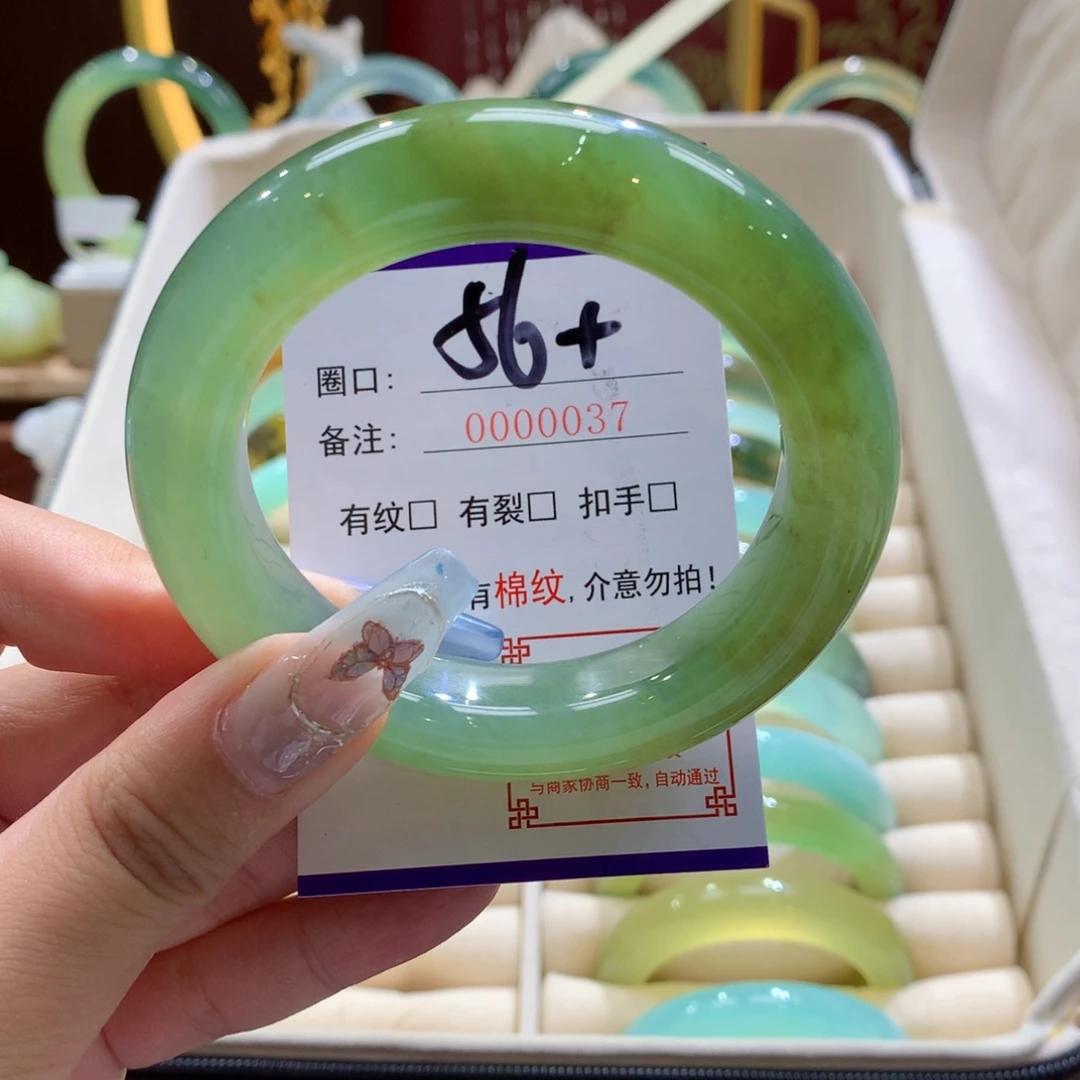 圈口: 56+
备注: 0000037
有纹□ 有裂□ 扣手□
有棉纹,介意勿拍!
与商家协商一致,自动通过